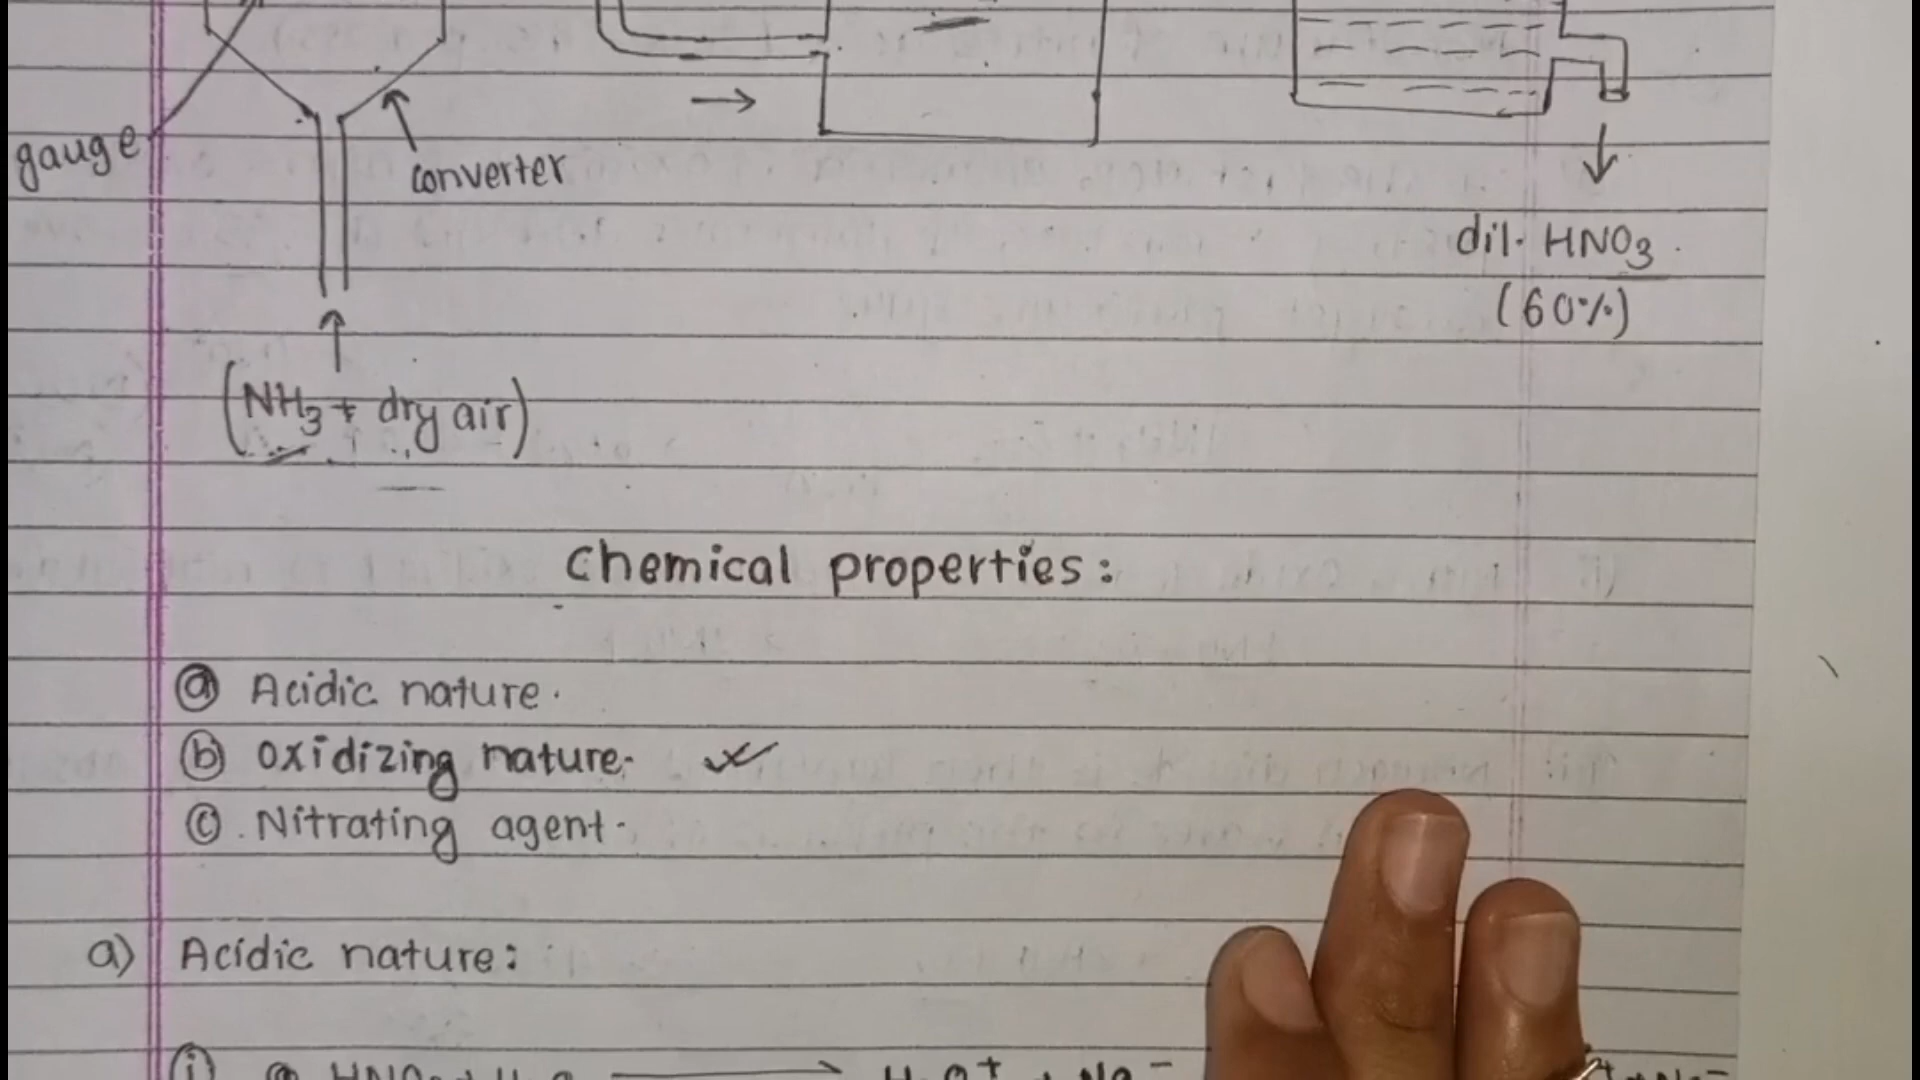 gauge
converter
dil. HNO3
(60%)
(NH3 + dry air)
Chemical properties:
(a) Acidic nature.
(b) Oxidizing nature.
(c) Nitrating agent.
a) Acidic nature:
(i)